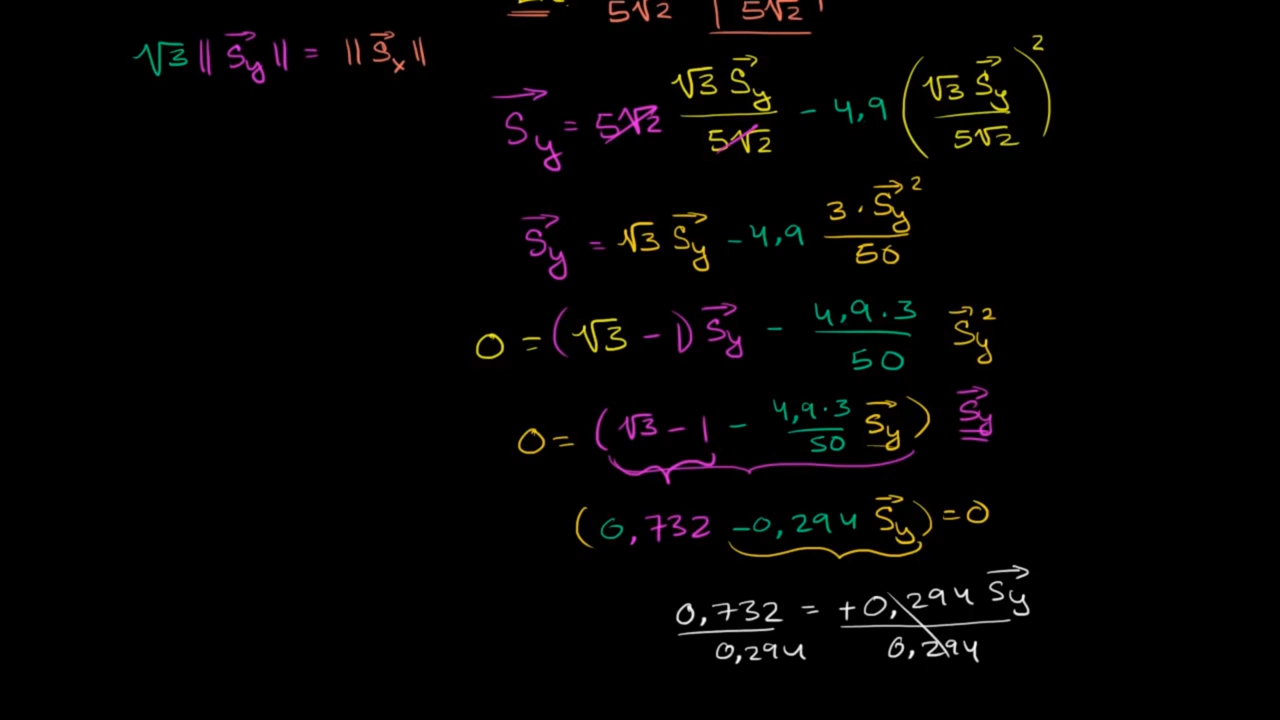 5√2 | 5√2
√3 ‖ S⃗y ‖ = ‖ S⃗x ‖
S⃗y = 5√2 (√3 S⃗y)/(5√2) - 4,9 ((√3 S⃗y)/(5√2))²
S⃗y = √3 S⃗y - 4,9 (3 · S⃗y²)/50
0 = (√3 - 1) S⃗y - (4,9 · 3)/50 S⃗y²
0 = (√3 - 1 - (4,9 · 3)/50 S⃗y) S⃗y
(0,732 - 0,294 S⃗y) = 0
0,732/0,294 = +0,294 S⃗y/0,294